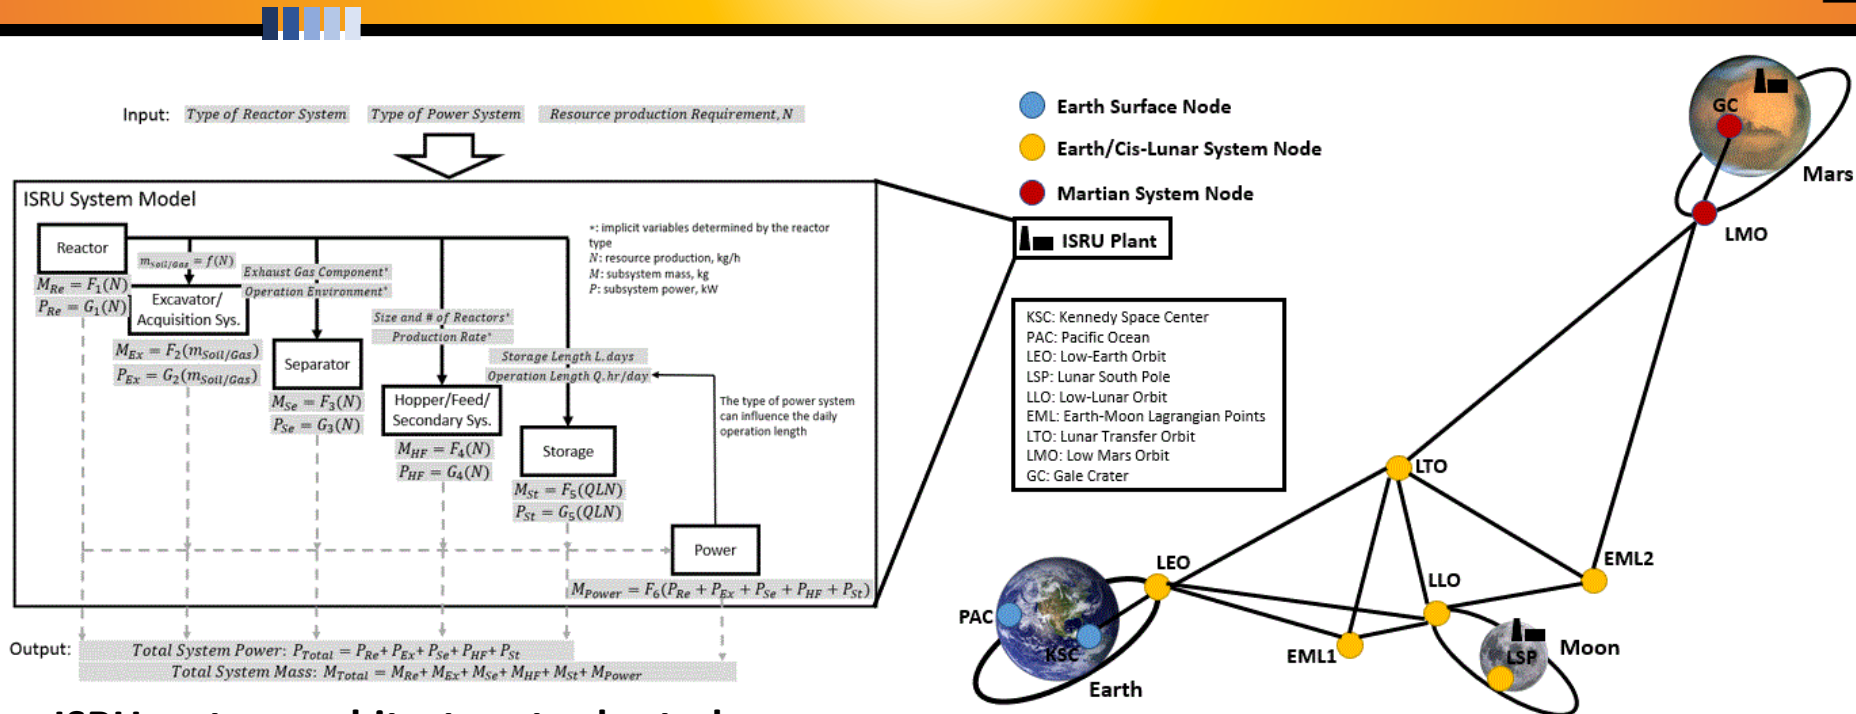 Input: Type of Reactor System Type of Power System Resource production Requirement, N
ISRU System Model
Reactor
M_Re = F_1(N)
P_Re = G_1(N)
m_Soil/Gas = f(N)
Excavator/
Acquisition Sys.
M_Ex = F_2(m_Soil/Gas)
P_Ex = G_2(m_Soil/Gas)
Exhaust Gas Component*
Operation Environment*
Separator
M_Se = F_3(N)
P_Se = G_3(N)
Size and # of Reactors*
Production Rate*
Hopper/Feed/
Secondary Sys.
M_HF = F_4(N)
P_HF = G_4(N)
Storage Length L, days
Operation Length Q, hr/day
Storage
M_St = F_5(QLN)
P_St = G_5(QLN)
*: implicit variables determined by the reactor
type
N: resource production, kg/h
M: subsystem mass, kg
P: subsystem power, kW
The type of power system
can influence the daily
operation length
Power
M_Power = F_6(P_Re + P_Ex + P_Se + P_HF + P_St)
Output: Total System Power: P_Total = P_Re + P_Ex + P_Se + P_HF + P_St
Total System Mass: M_Total = M_Re + M_Ex + M_Se + M_HF + M_St + M_Power
Earth Surface Node
Earth/Cis-Lunar System Node
Martian System Node
ISRU Plant
KSC: Kennedy Space Center
PAC: Pacific Ocean
LEO: Low-Earth Orbit
LSP: Lunar South Pole
LLO: Low-Lunar Orbit
EML: Earth-Moon Lagrangian Points
LTO: Lunar Transfer Orbit
LMO: Low Mars Orbit
GC: Gale Crater
GC
Mars
LMO
LTO
EML2
LEO
LLO
PAC
KSC
Earth
EML1
LSP
Moon